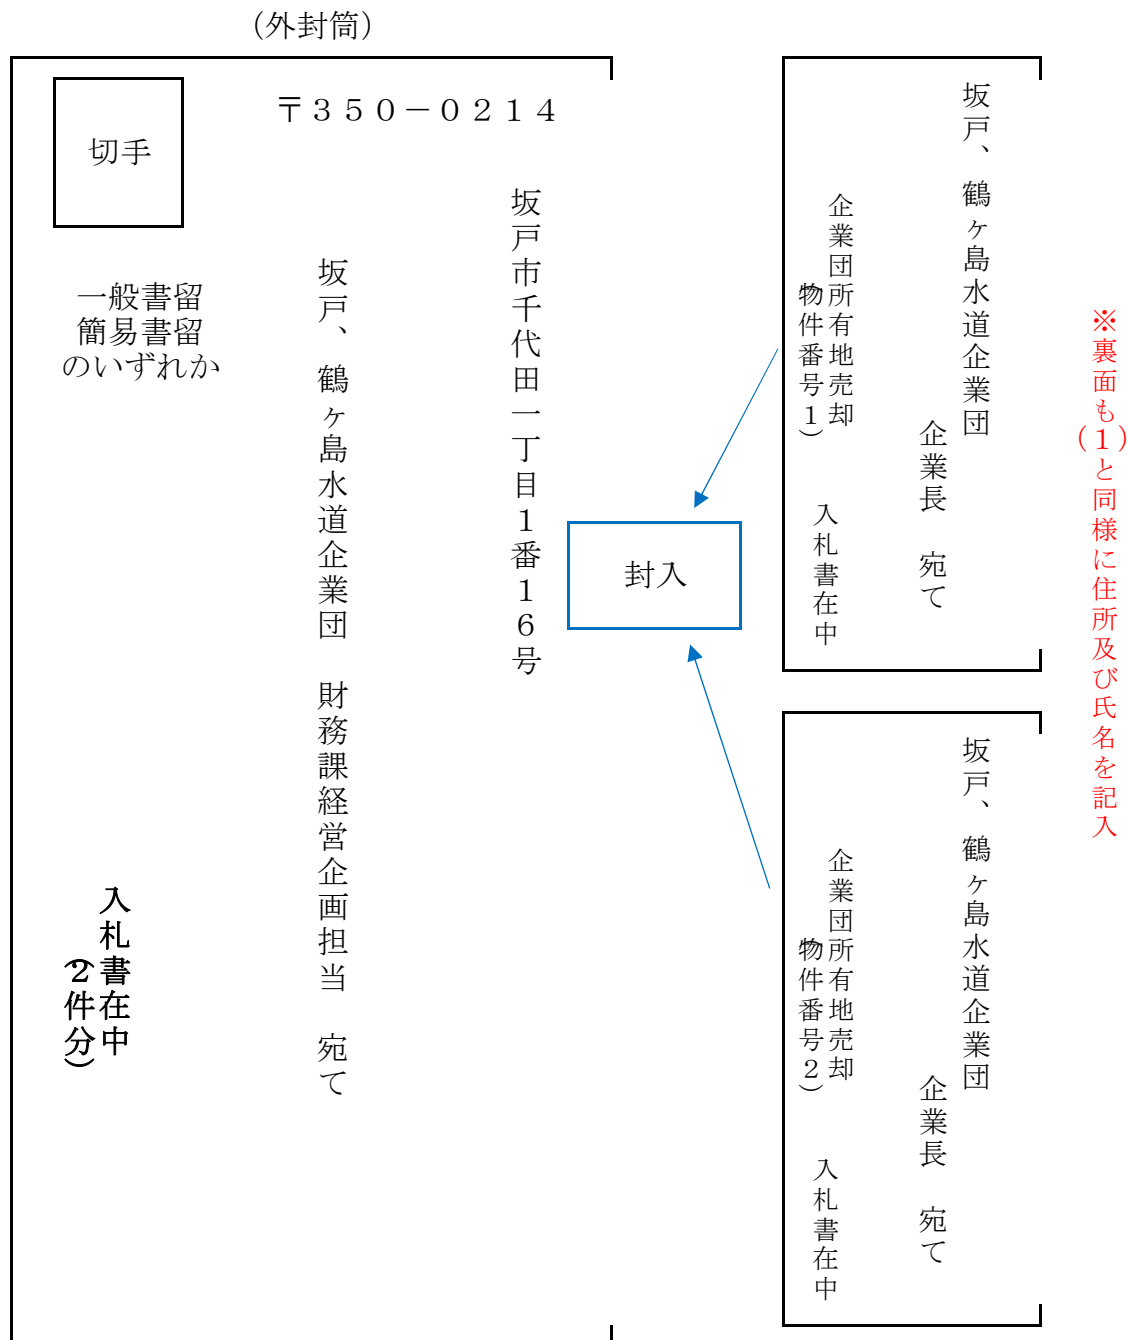 （外封筒）
〒３５０－０２１４
切手
一般書留
簡易書留
のいずれか
坂戸市千代田一丁目１番１６号
坂戸、鶴ヶ島水道企業団　財務課経営企画担当　宛て
入札書在中
（２件分）
封入
坂戸、鶴ヶ島水道企業団
企業長　宛て
企業団所有地売却
（物件番号１）
入札書在中
坂戸、鶴ヶ島水道企業団
企業長　宛て
企業団所有地売却
（物件番号２）
入札書在中
※裏面も（１）と同様に住所及び氏名を記入